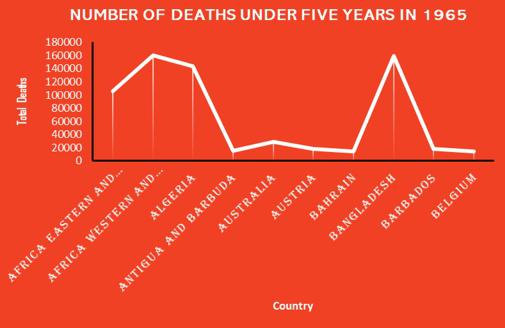 NUMBER OF DEATHS UNDER FIVE YEARS IN 1965
Total Deaths
180000
160000
140000
120000
100000
80000
60000
40000
20000
0
AFRICA EASTERN AND...
AFRICA WESTERN AND...
ALGERIA
ANTIGUA AND BARBUDA
AUSTRALIA
AUSTRIA
BAHRAIN
BANGLADESH
BARBADOS
BELGIUM
Country